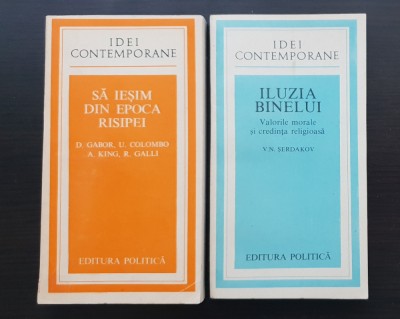 IDEI
CONTEMPORANE
SĂ IEȘIM
DIN EPOCA
RISIPEI
D. GABOR, U. COLOMBO
A. KING, R. GALLI
EDITURA POLITICĂ
IDEI
CONTEMPORANE
ILUZIA
BINELUI
Valorile morale
și credința religioasă
V.N. ȘERDAKOV
EDITURA POLITICĂ